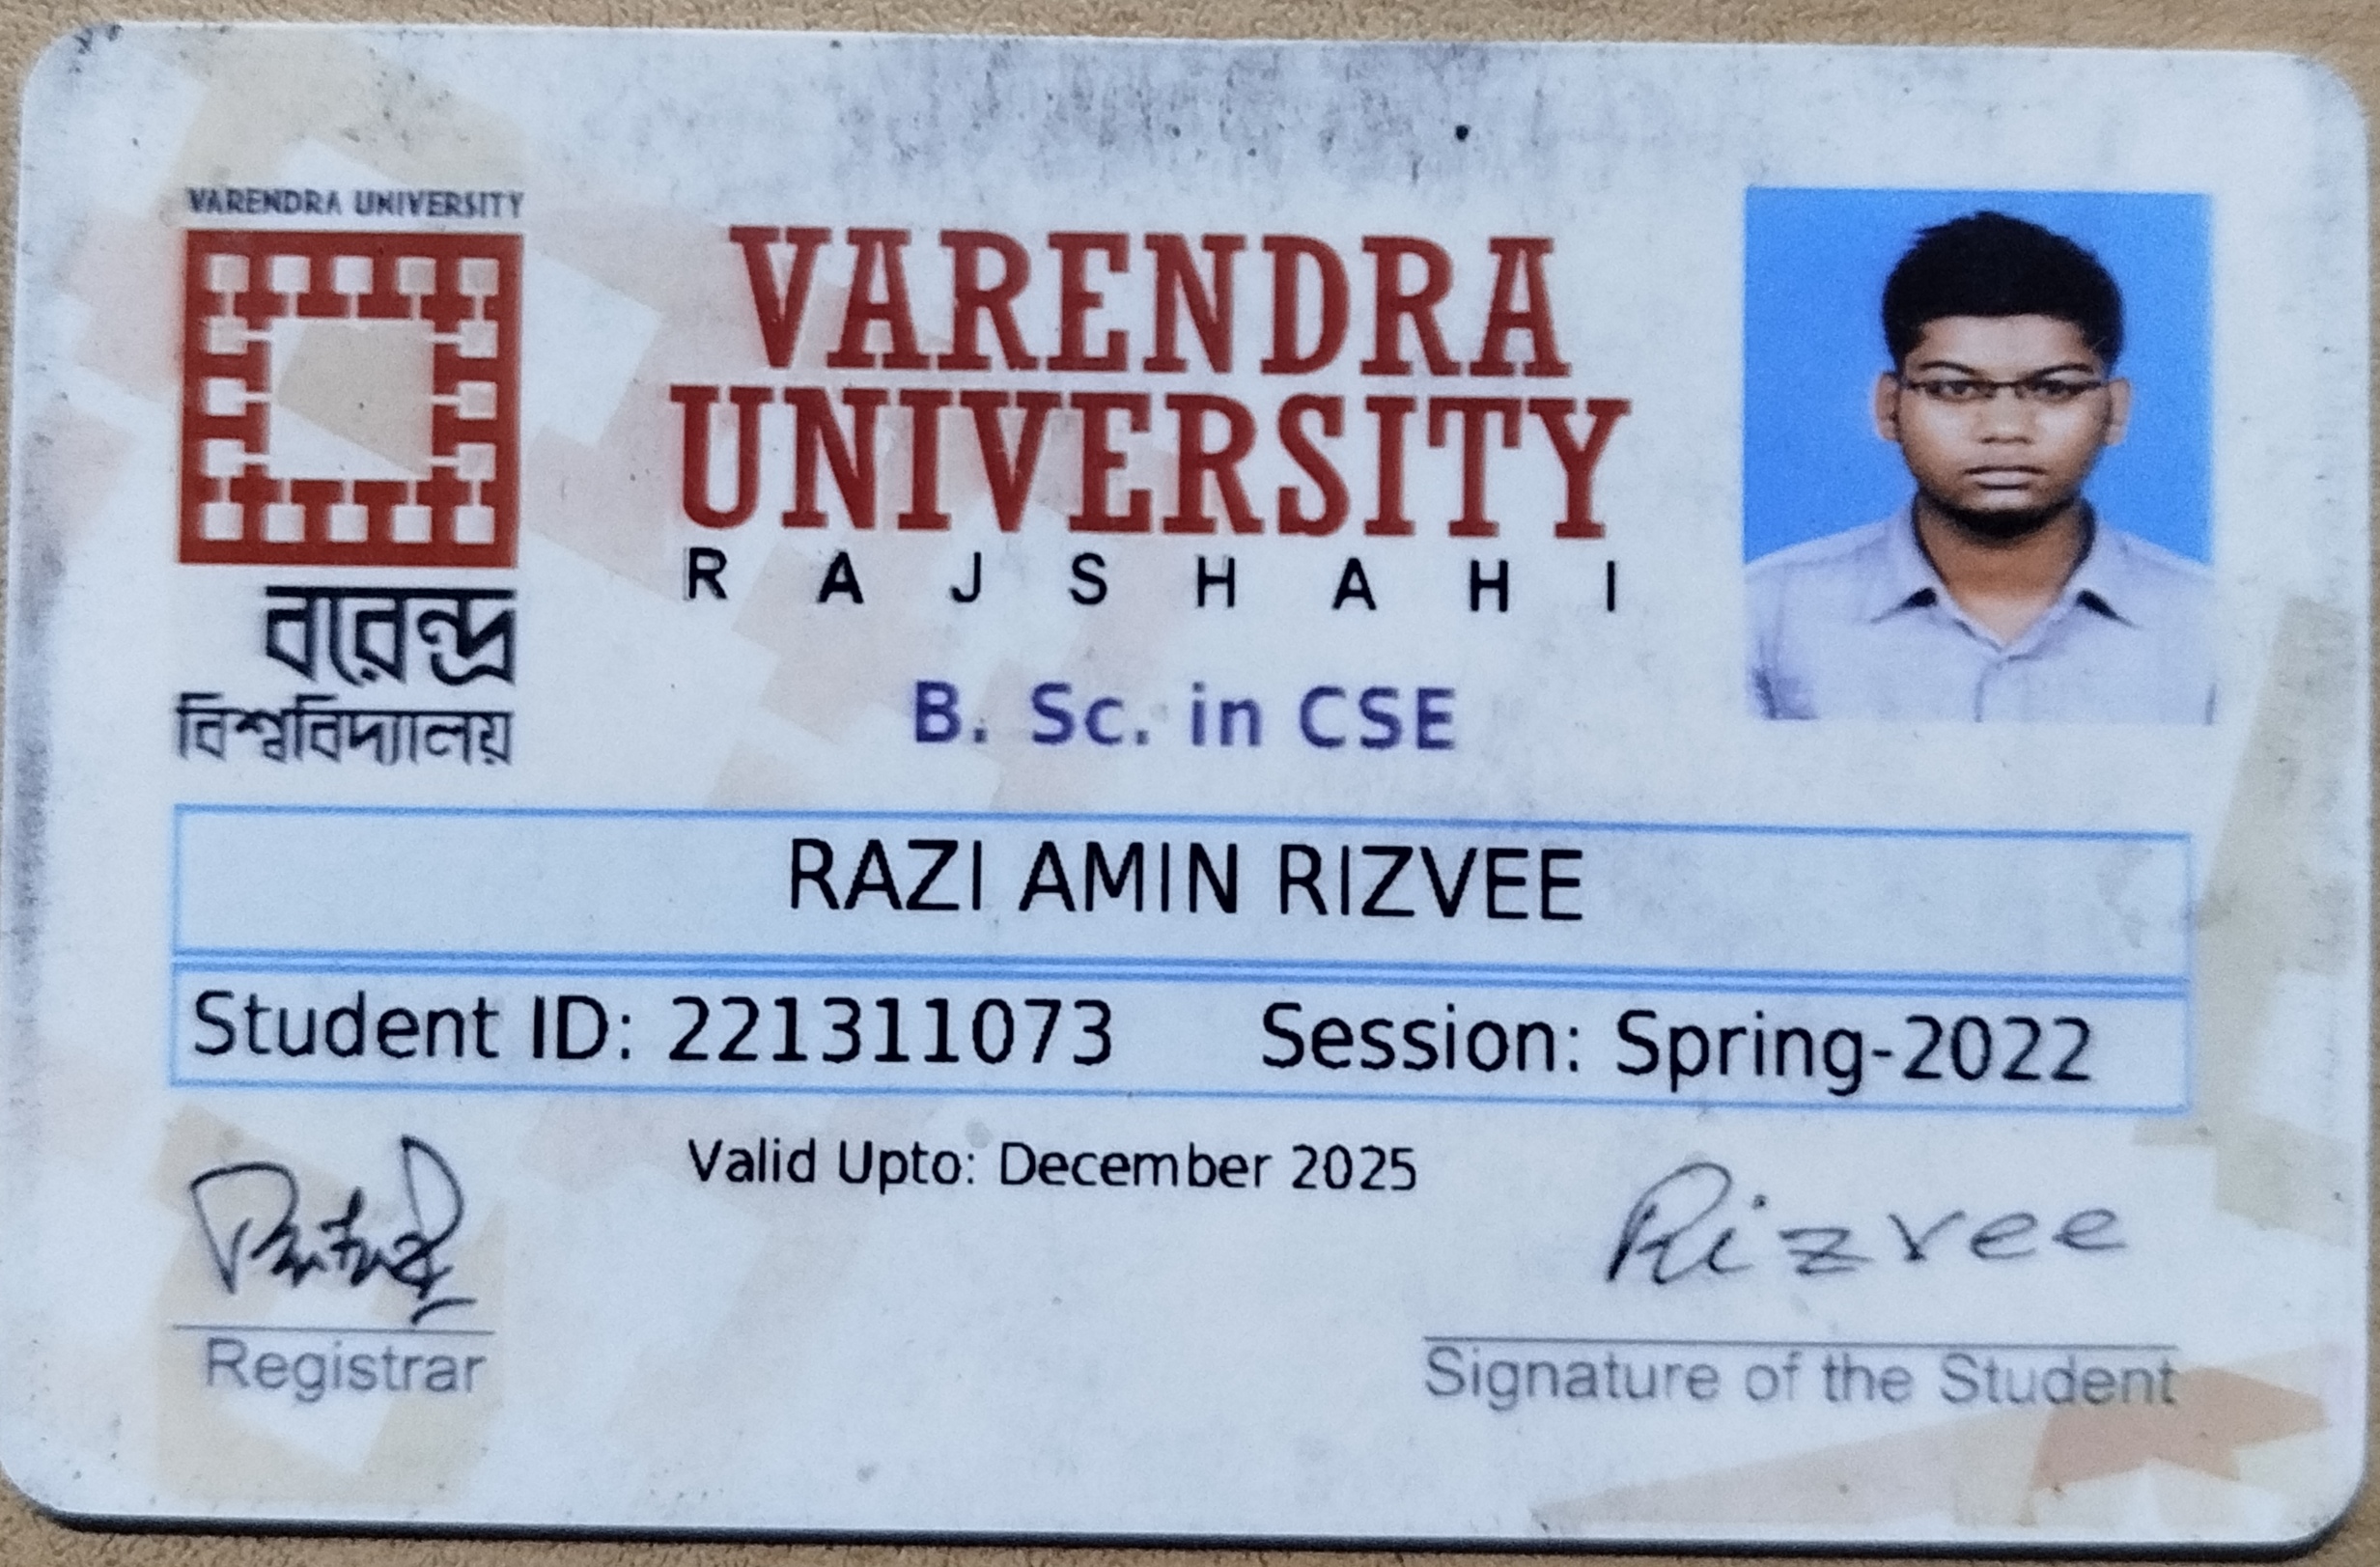 VARENDRA UNIVERSITY
বরেন্দ্র
বিশ্ববিদ্যালয়
VARENDRA
UNIVERSITY
RAJSHAHI
B. Sc. in CSE
RAZI AMIN RIZVEE
Student ID: 221311073 Session: Spring-2022
Valid Upto: December 2025
Registrar
Rizvee
Signature of the Student